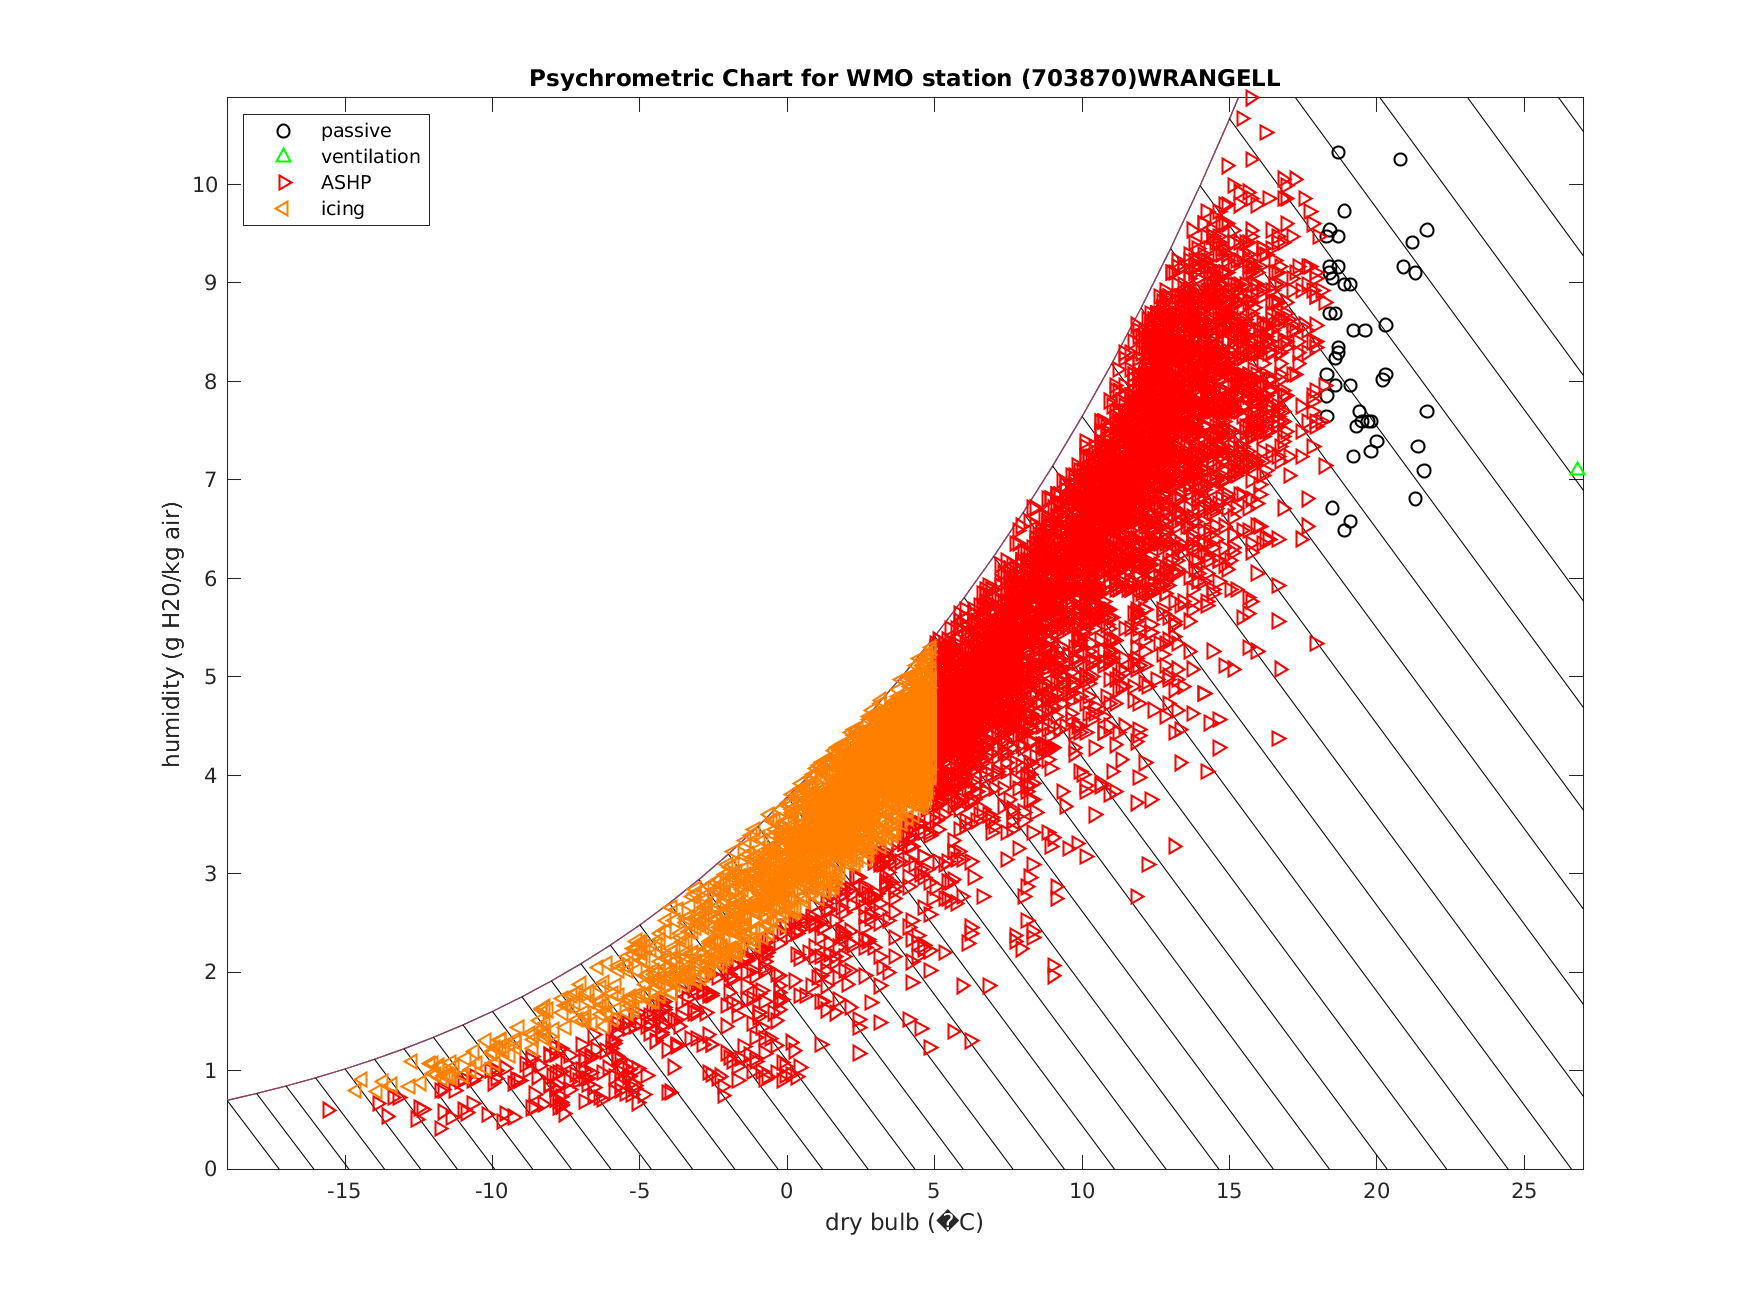 Psychrometric Chart for WMO station (703870)WRANGELL
passive
ventilation
ASHP
icing
10
9
8
7
6
5
4
3
2
1
0
humidity (g H20/kg air)
-15 -10 -5 0 5 10 15 20 25
dry bulb (�C)